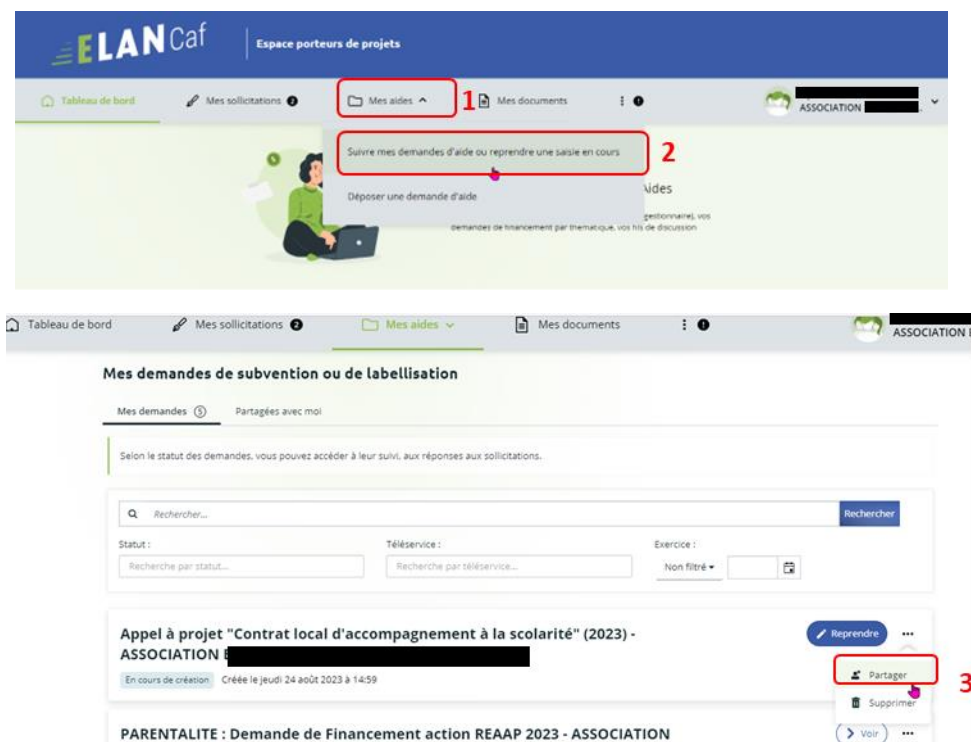 ELAN Caf
Espace porteurs de projets
Tableau de bord
Mes sollicitations 2
Mes aides
1
Mes documents
ASSOCIATION
Suivre mes demandes d'aide ou reprendre une saisie en cours
2
Déposer une demande d'aide
Aides
gestionnaire), vos
demandes de financement par thematique, vos fils de discussion
Tableau de bord
Mes sollicitations 2
Mes aides
Mes documents
ASSOCIATION
Mes demandes de subvention ou de labellisation
Mes demandes 5
Partagées avec moi
Selon le statut des demandes, vous pouvez accéder à leur suivi, aux réponses aux sollicitations.
Rechercher...
Rechercher
Statut :
Téléservice :
Exercice :
Recherche par statut...
Recherche par téléservice...
Non filtré
Appel à projet "Contrat local d'accompagnement à la scolarité" (2023) -
ASSOCIATION
Reprendre ...
En cours de création
Créée le jeudi 24 août 2023 à 14:59
Partager
3
Supprimer
PARENTALITE : Demande de Financement action REAAP 2023 - ASSOCIATION
Voir ...